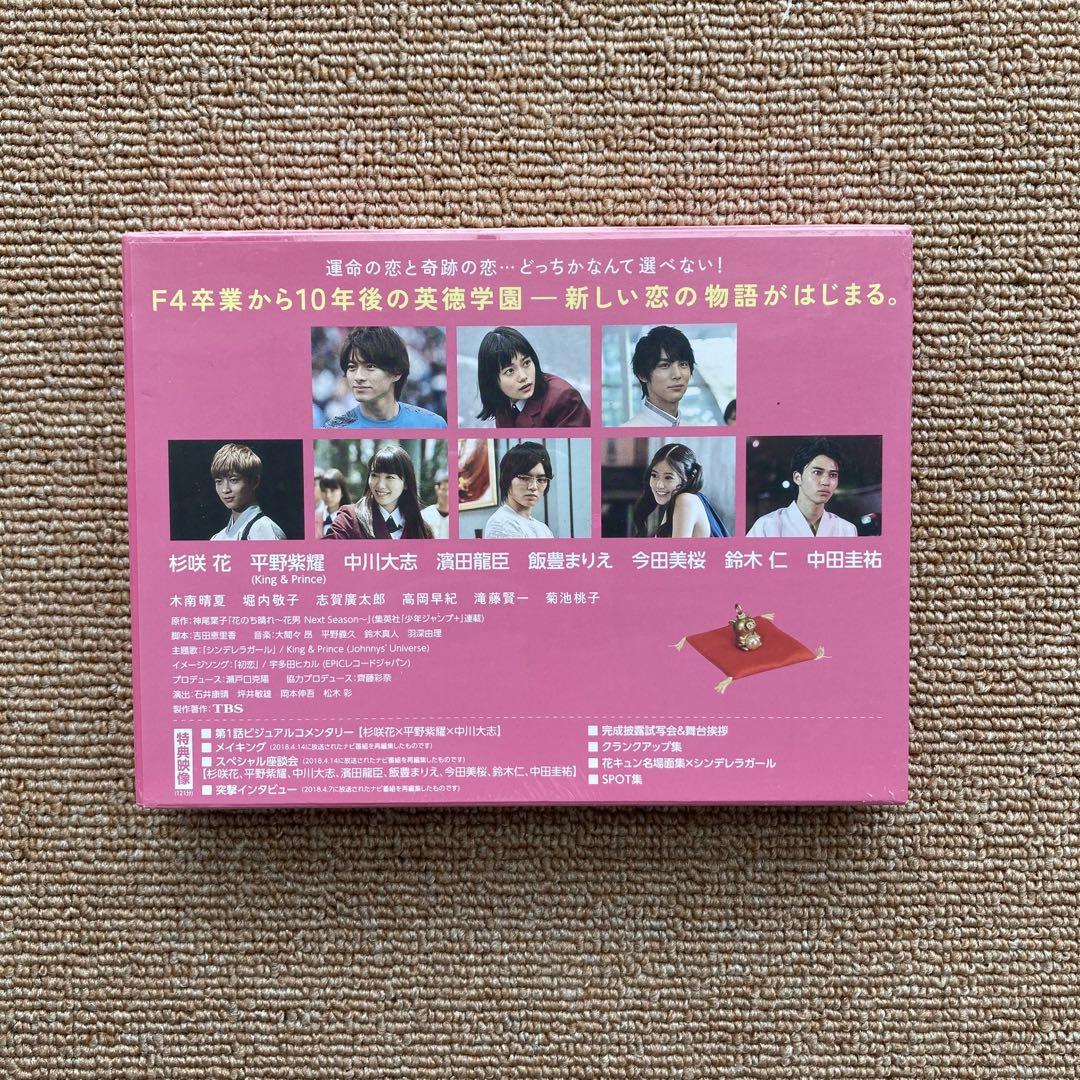 運命の恋と奇跡の恋…どっちかなんて選べない！
F4卒業から10年後の英徳学園 ― 新しい恋の物語がはじまる。
杉咲 花　平野紫耀　中川大志　濱田龍臣　飯豊まりえ　今田美桜　鈴木 仁　中田圭祐
(King & Prince)
木南晴夏　堀内敬子　志賀廣太郎　高岡早紀　滝藤賢一　菊池桃子
原作：神尾葉子「花のち晴れ～花男 Next Season～」(集英社「少年ジャンプ+」連載)
脚本：吉田恵里香　音楽：大間々 昂　平野義久　鈴木真人　羽深由理
主題歌：「シンデレラガール」 / King & Prince (Johnnys' Universe)
イメージソング：「初恋」 / 宇多田ヒカル (EPICレコードジャパン)
プロデュース：瀬戸口克陽　協力プロデュース：齊藤彩奈
演出：石井康晴　坪井敏雄　岡本伸吾　松木 彩
製作著作：TBS
特典映像
(121分)
■ 第1話ビジュアルコメンタリー【杉咲花×平野紫耀×中川大志】
■ メイキング (2018.4.14に放送されたナビ番組を再編集したものです)
■ スペシャル座談会 (2018.4.14に放送されたナビ番組を再編集したものです)
【杉咲花、平野紫耀、中川大志、濱田龍臣、飯豊まりえ、今田美桜、鈴木仁、中田圭祐】
■ 突撃インタビュー (2018.4.7に放送されたナビ番組を再編集したものです)
■ 完成披露試写会&舞台挨拶
■ クランクアップ集
■ 花キュン名場面集×シンデレラガール
■ SPOT集